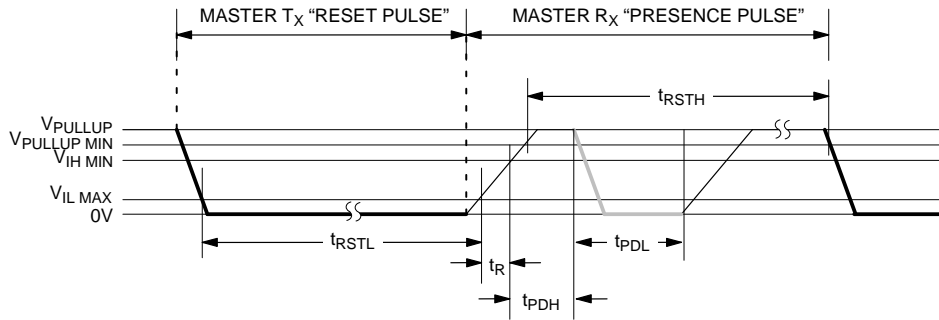 MASTER TX “RESET PULSE” MASTER RX “PRESENCE PULSE”
tRSTH
VPULLUP
VPULLUP MIN
VIH MIN
VIL MAX
0V
tRSTL
tPDL
tR
tPDH